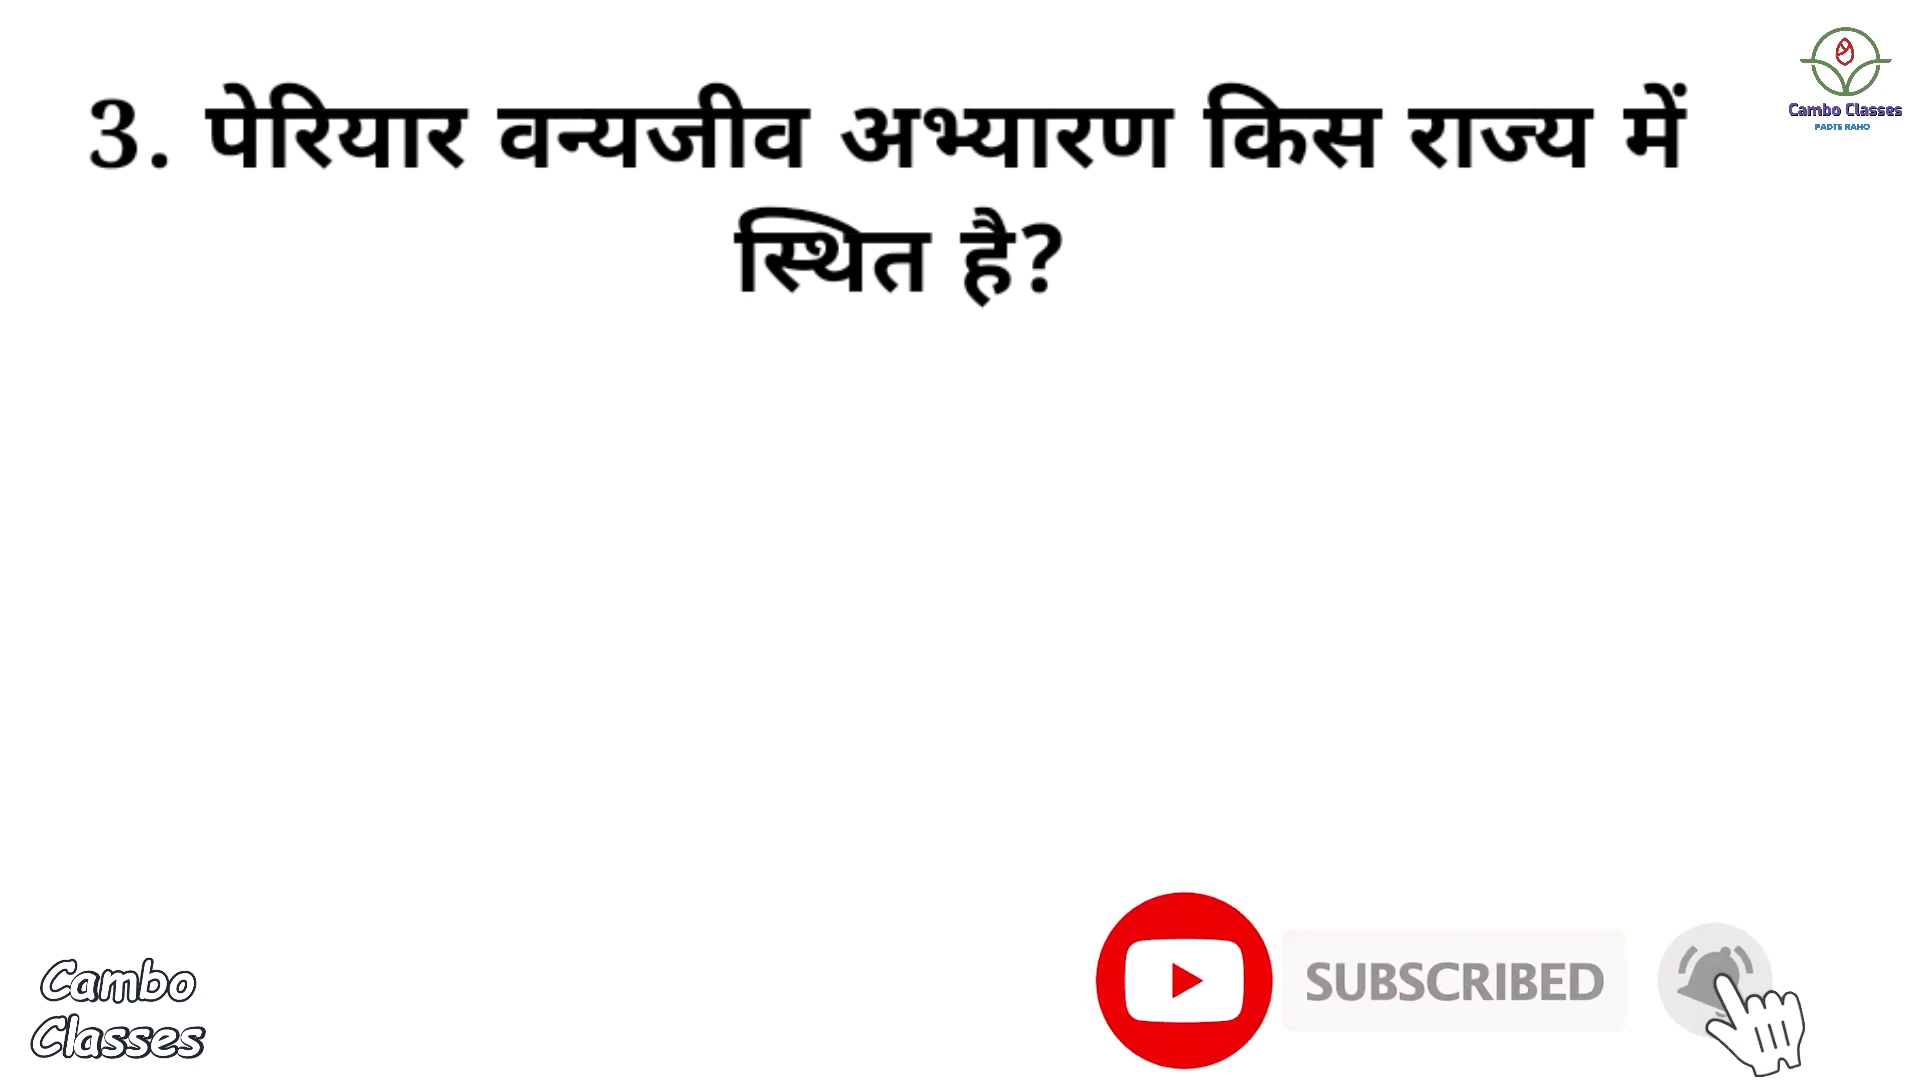 3. पेरियार वन्यजीव अभ्यारण किस राज्य में
स्थित है?
Cambo Classes
PADTE RAHO
SUBSCRIBED
Cambo
Classes